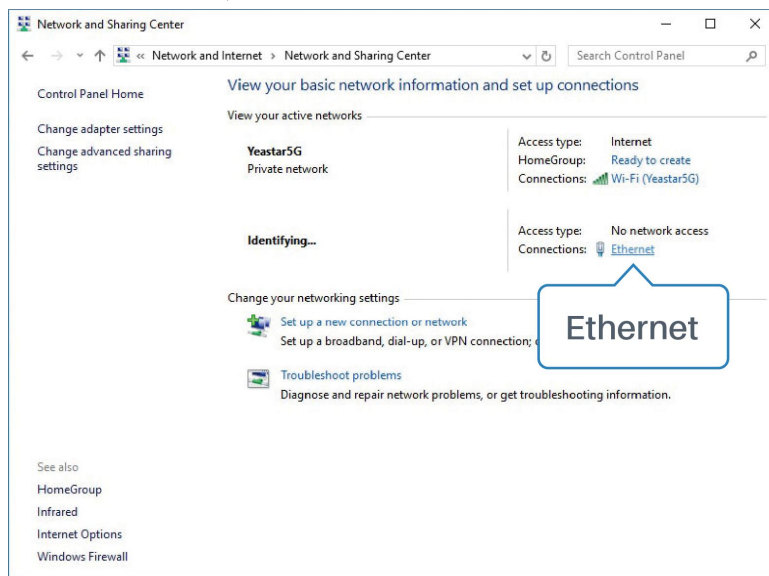 Network and Sharing Center
« Network and Internet › Network and Sharing Center
Search Control Panel
Control Panel Home
Change adapter settings
Change advanced sharing
settings
View your basic network information and set up connections
View your active networks
Yeastar5G
Private network
Access type: Internet
HomeGroup: Ready to create
Connections: Wi-Fi (Yeastar5G)
Identifying...
Access type: No network access
Connections: Ethernet
Ethernet
Change your networking settings
Set up a new connection or network
Set up a broadband, dial-up, or VPN connection;
Troubleshoot problems
Diagnose and repair network problems, or get troubleshooting information.
See also
HomeGroup
Infrared
Internet Options
Windows Firewall